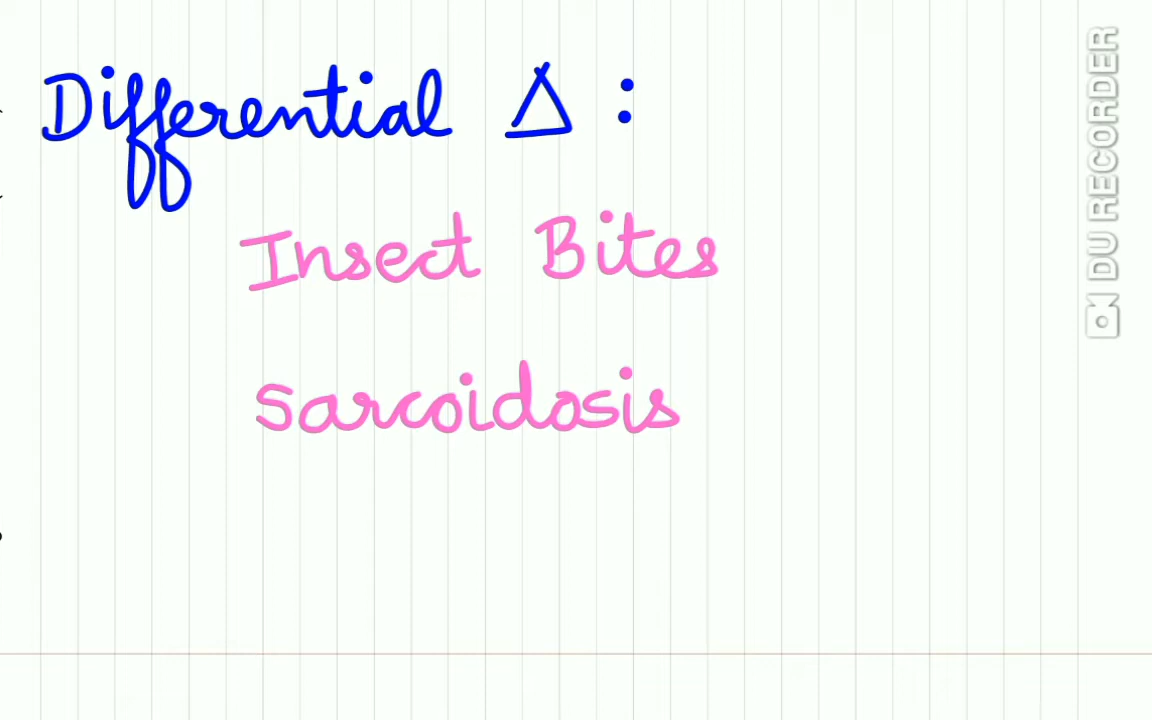 Differential Δ :
Insect Bites
Sarcoidosis
DU RECORDER